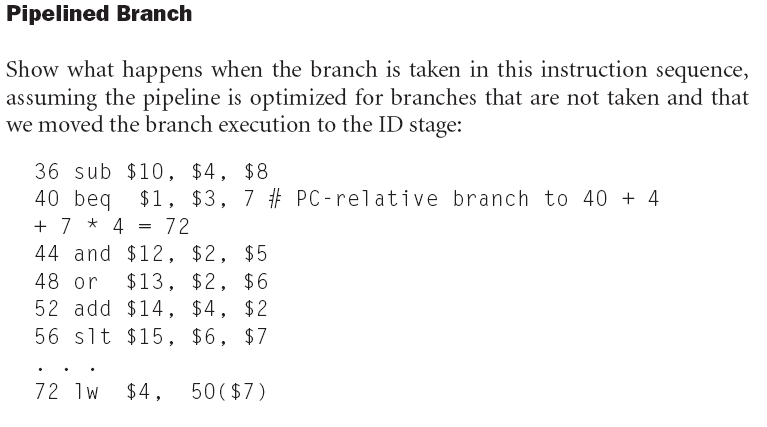 Pipelined Branch
Show what happens when the branch is taken in this instruction sequence,
assuming the pipeline is optimized for branches that are not taken and that
we moved the branch execution to the ID stage:
36 sub $10, $4, $8
40 beq $1, $3, 7 # PC-relative branch to 40 + 4
+ 7 * 4 = 72
44 and $12, $2, $5
48 or $13, $2, $6
52 add $14, $4, $2
56 slt $15, $6, $7
. . .
72 lw $4, 50($7)